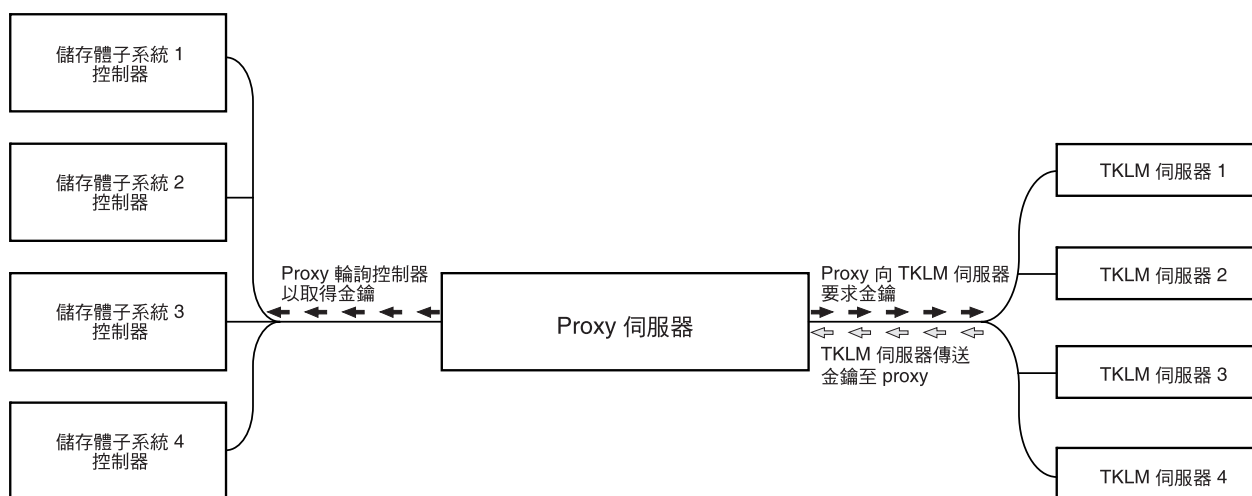 儲存體子系統 1
控制器
儲存體子系統 2
控制器
儲存體子系統 3
控制器
儲存體子系統 4
控制器
Proxy 輪詢控制器
以取得金鑰
Proxy 伺服器
Proxy 向 TKLM 伺服器
要求金鑰
TKLM 伺服器傳送
金鑰至 proxy
TKLM 伺服器 1
TKLM 伺服器 2
TKLM 伺服器 3
TKLM 伺服器 4